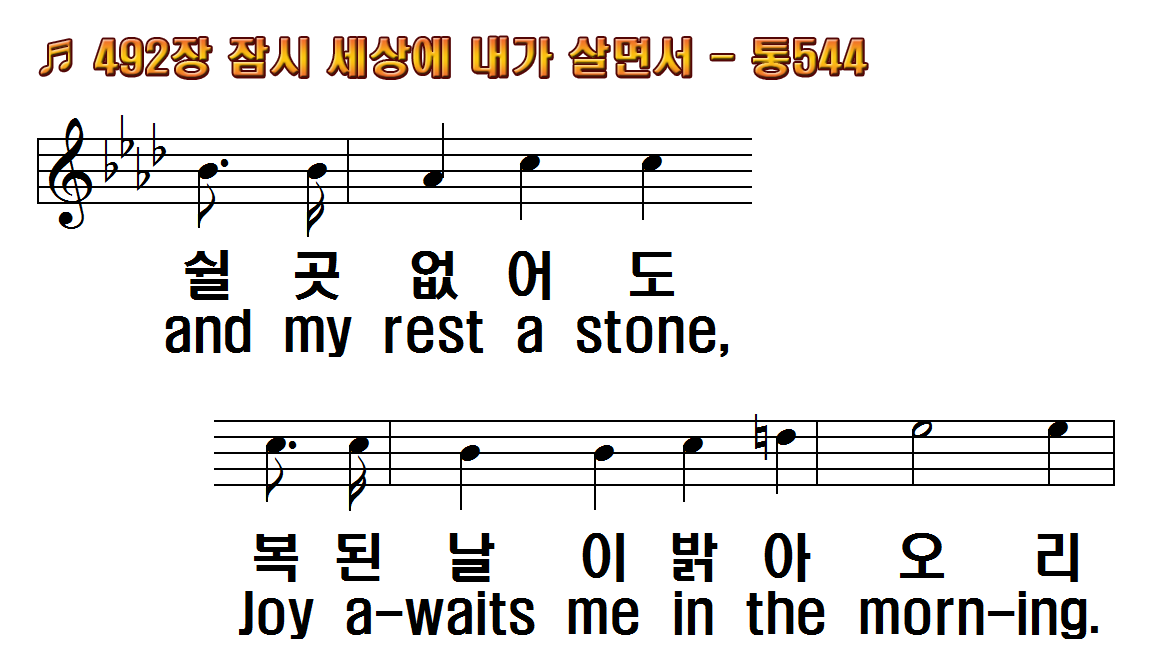 ♬ 492장 잠시 세상에 내가 살면서 - 통544
쉴 곳 없 어 도
and my rest a stone,
복 된 날 이 밝 아 오 리
Joy a-waits me in the morn-ing.